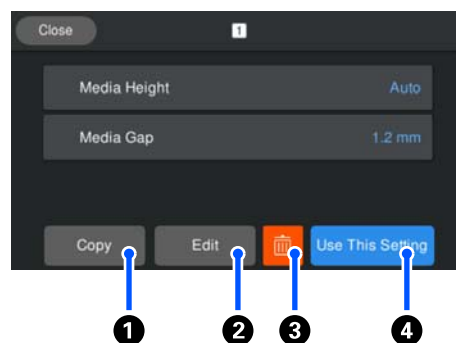 Close
1
Media Height Auto
Media Gap 1.2 mm
Copy Edit Use This Setting
1 2 3 4